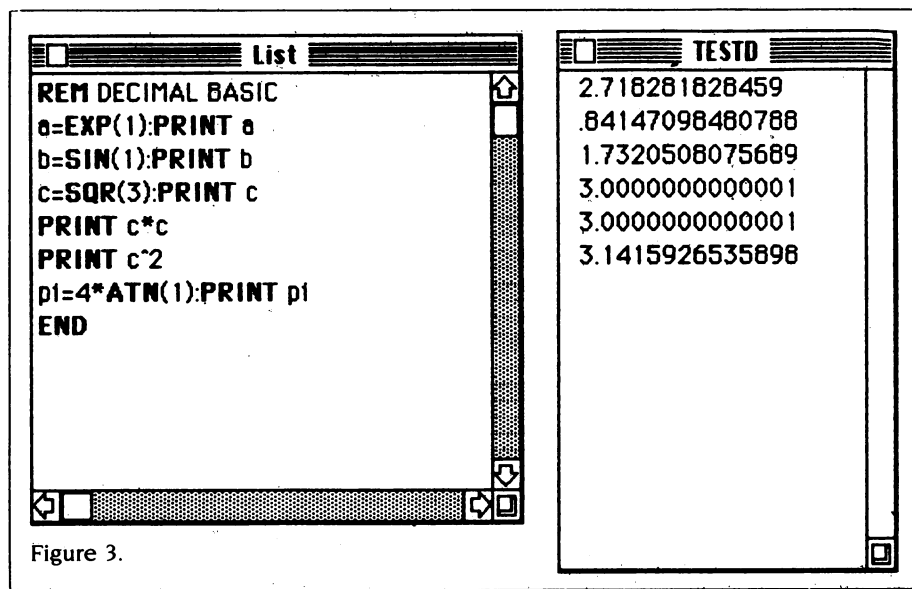 List
REM DECIMAL BASIC
a=EXP(1):PRINT a
b=SIN(1):PRINT b
c=SQR(3):PRINT c
PRINT c*c
PRINT c^2
pi=4*ATN(1):PRINT pi
END
TESTD
2.718281828459
.84147098480788
1.7320508075689
3.0000000000001
3.0000000000001
3.1415926535898
Figure 3.